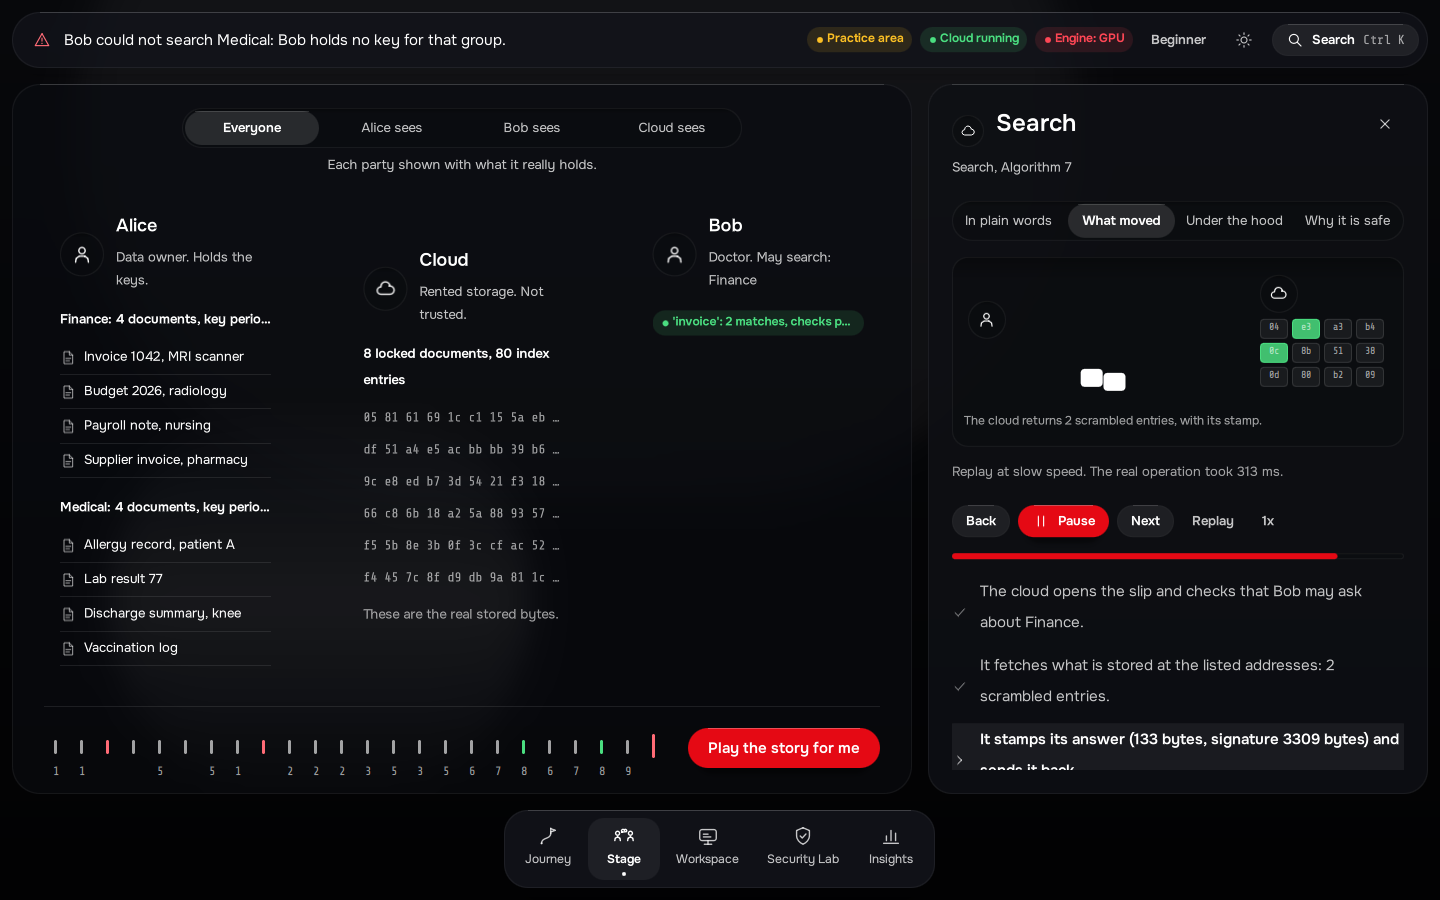 Bob could not search Medical: Bob holds no key for that group.
Practice area
Cloud running
Engine: GPU
Beginner
Search Ctrl K
Everyone
Alice sees
Bob sees
Cloud sees
Each party shown with what it really holds.
Alice
Data owner. Holds the
keys.
Finance: 4 documents, key perio...
Invoice 1042, MRI scanner
Budget 2026, radiology
Payroll note, nursing
Supplier invoice, pharmacy
Medical: 4 documents, key perio...
Allergy record, patient A
Lab result 77
Discharge summary, knee
Vaccination log
Cloud
Rented storage. Not
trusted.
8 locked documents, 80 index
entries
05 81 61 69 1c c1 15 5a eb …
df 51 a4 e5 ac bb bb 39 b6 …
9c e8 ed b7 3d 54 21 f3 18 …
66 c8 6b 18 a2 5a 88 93 57 …
f5 5b 8e 3b 0f 3c cf ac 52 …
f4 45 7c 8f d9 db 9a 81 1c …
These are the real stored bytes.
Bob
Doctor. May search:
Finance
'invoice': 2 matches, checks p...
1 1 5 5 1 2 2 2 3 5 3 5 6 7 8 6 7 8 9
Play the story for me
Search
Search, Algorithm 7
In plain words
What moved
Under the hood
Why it is safe
04 e3 a3 b4
0c 8b 51 38
0d 80 b2 09
The cloud returns 2 scrambled entries, with its stamp.
Replay at slow speed. The real operation took 313 ms.
Back
Pause
Next
Replay
1x
The cloud opens the slip and checks that Bob may ask
about Finance.
It fetches what is stored at the listed addresses: 2
scrambled entries.
It stamps its answer (133 bytes, signature 3309 bytes) and
sends it back
Journey
Stage
Workspace
Security Lab
Insights